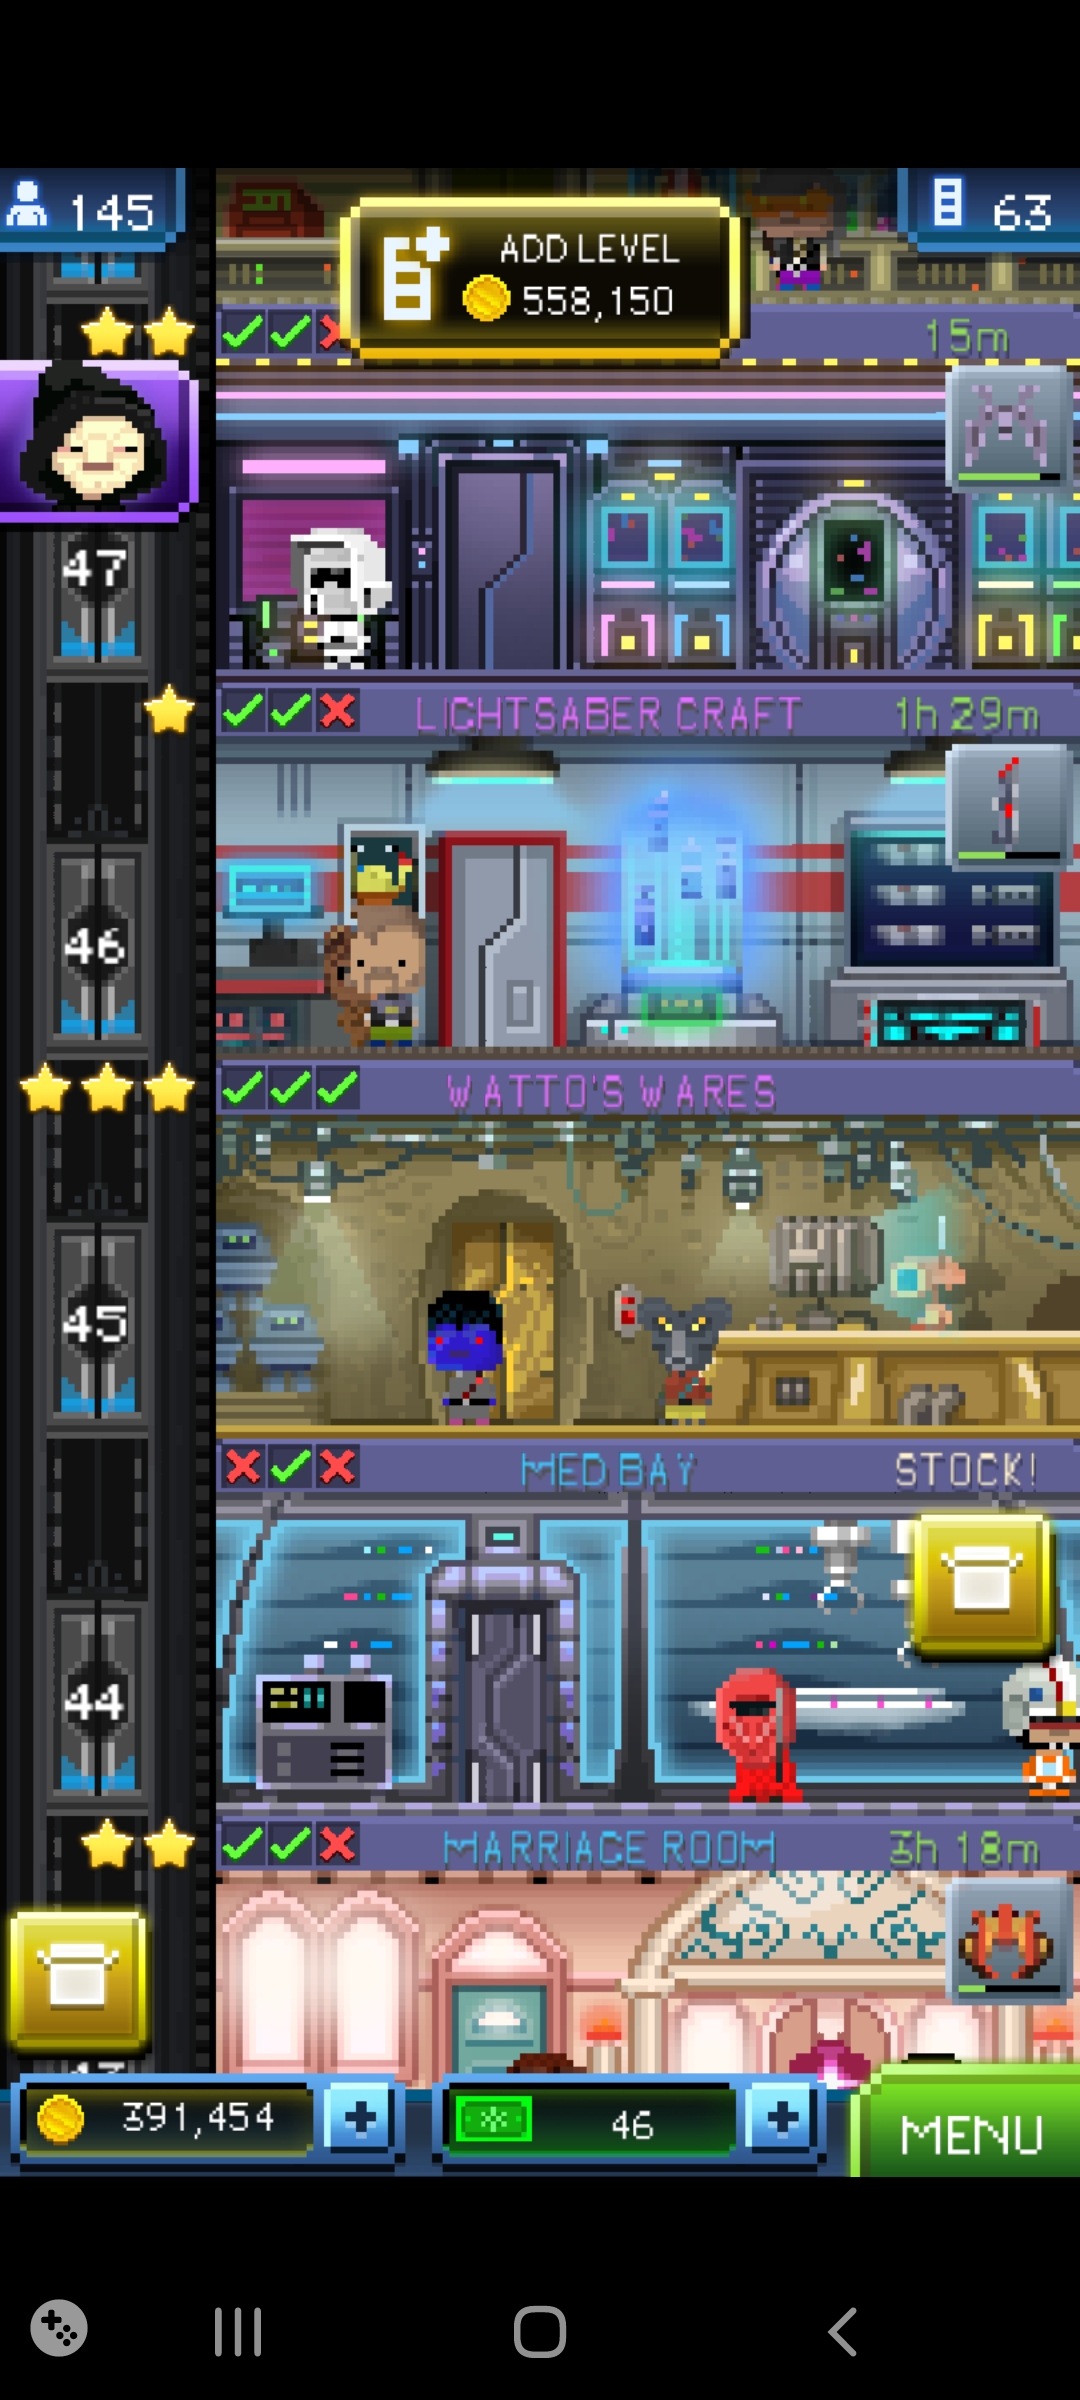 145
63
ADD LEVEL
558,150
15m
47
LIGHTSABER CRAFT
1h 29m
46
WATTO'S WARES
45
MED BAY
STOCK!
44
MARRIAGE ROOM
3h 18m
391,454
46
MENU